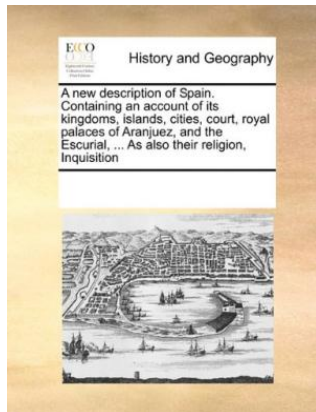 ECCO
History and Geography
A new description of Spain.
Containing an account of its
kingdoms, islands, cities, court, royal
palaces of Aranjuez, and the
Escurial, ... As also their religion,
Inquisition